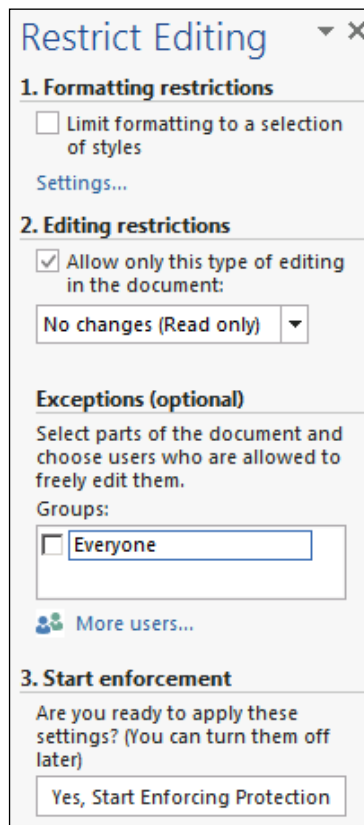 Restrict Editing
1. Formatting restrictions
Limit formatting to a selection
of styles
Settings...
2. Editing restrictions
Allow only this type of editing
in the document:
No changes (Read only)
Exceptions (optional)
Select parts of the document and
choose users who are allowed to
freely edit them.
Groups:
Everyone
More users...
3. Start enforcement
Are you ready to apply these
settings? (You can turn them off
later)
Yes, Start Enforcing Protection